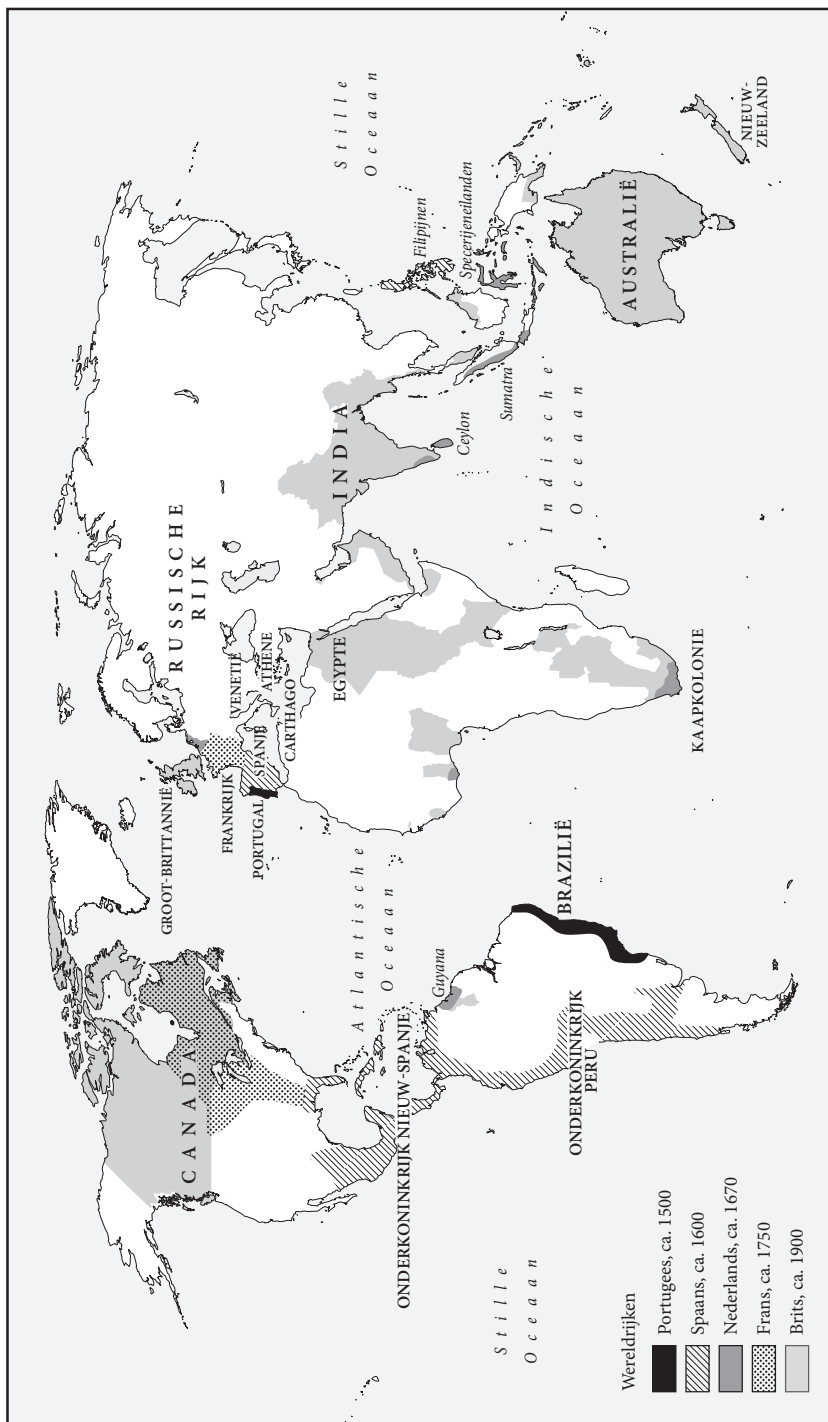 Stille
Oceaan
CANADA
ONDERKONINKRIJK NIEUW-SPANJE
ONDERKONINKRIJK
PERU
Guyana
BRAZILIË
Atlantische
Oceaan
GROOT-BRITTANNIË
FRANKRIJK
PORTUGAL
SPANJE
CARTHAGO
VENETIË
ATHENE
EGYPTE
KAAPKOLONIE
RUSSISCHE
RIJK
INDIA
Ceylon
Sumatra
Indische
Oceaan
Filipijnen
Specerijeneilanden
AUSTRALIË
NIEUW-
ZEELAND
Stille
Oceaan
Wereldrijken
Portugees, ca. 1500
Spaans, ca. 1600
Nederlands, ca. 1670
Frans, ca. 1750
Brits, ca. 1900